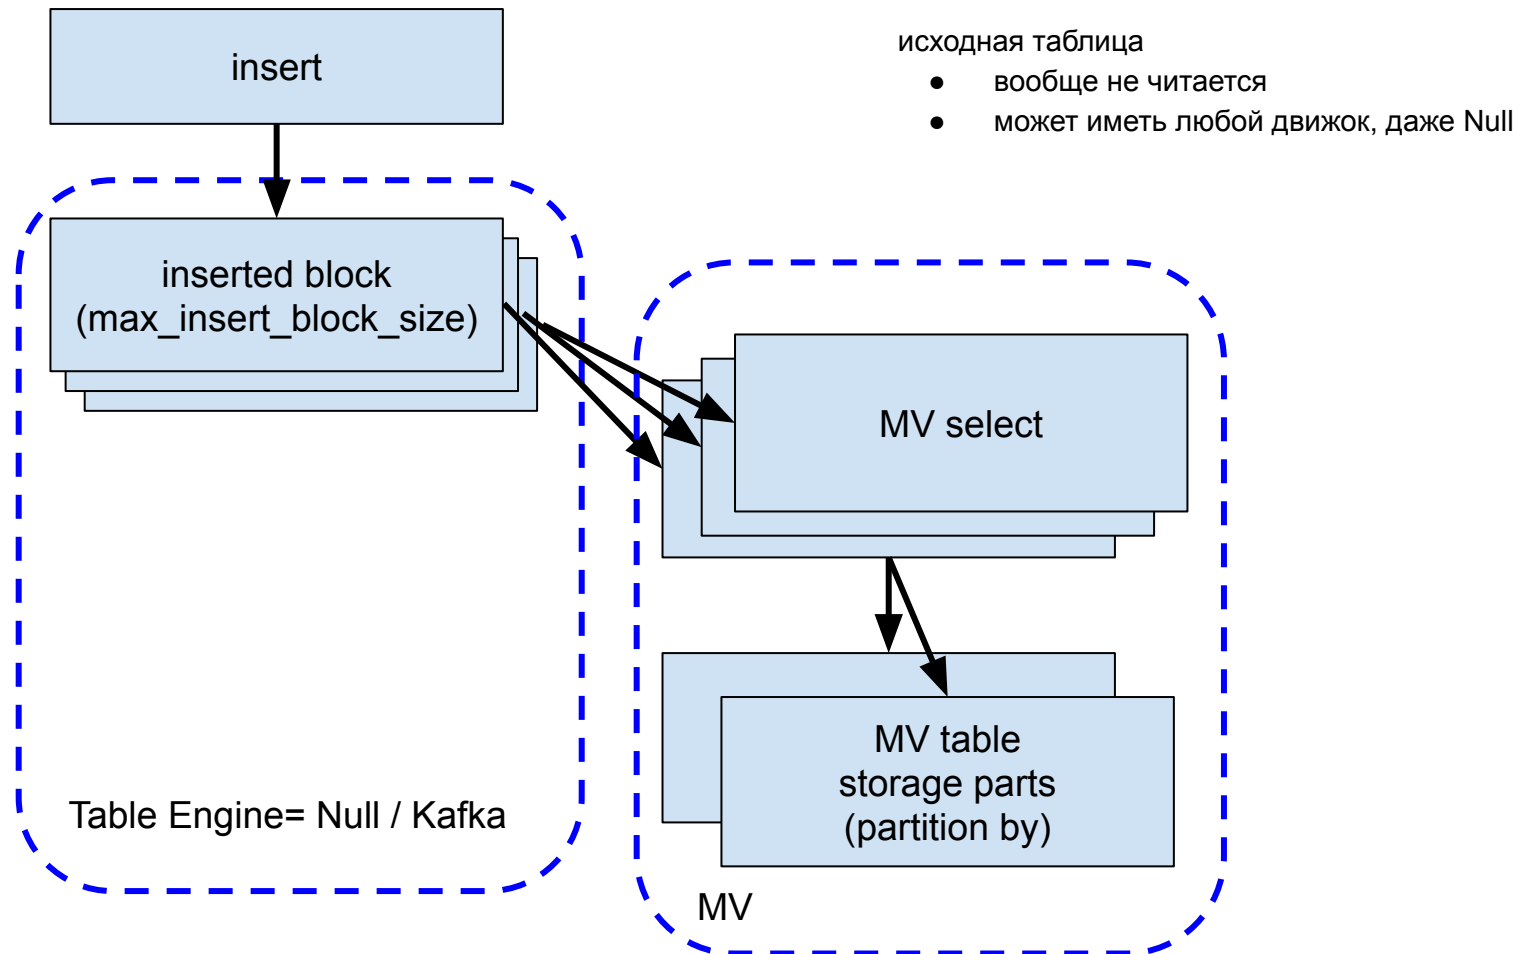 insert
исходная таблица
● вообще не читается
● может иметь любой движок, даже Null
inserted block
(max_insert_block_size)
MV select
MV table
storage parts
(partition by)
Table Engine= Null / Kafka
MV